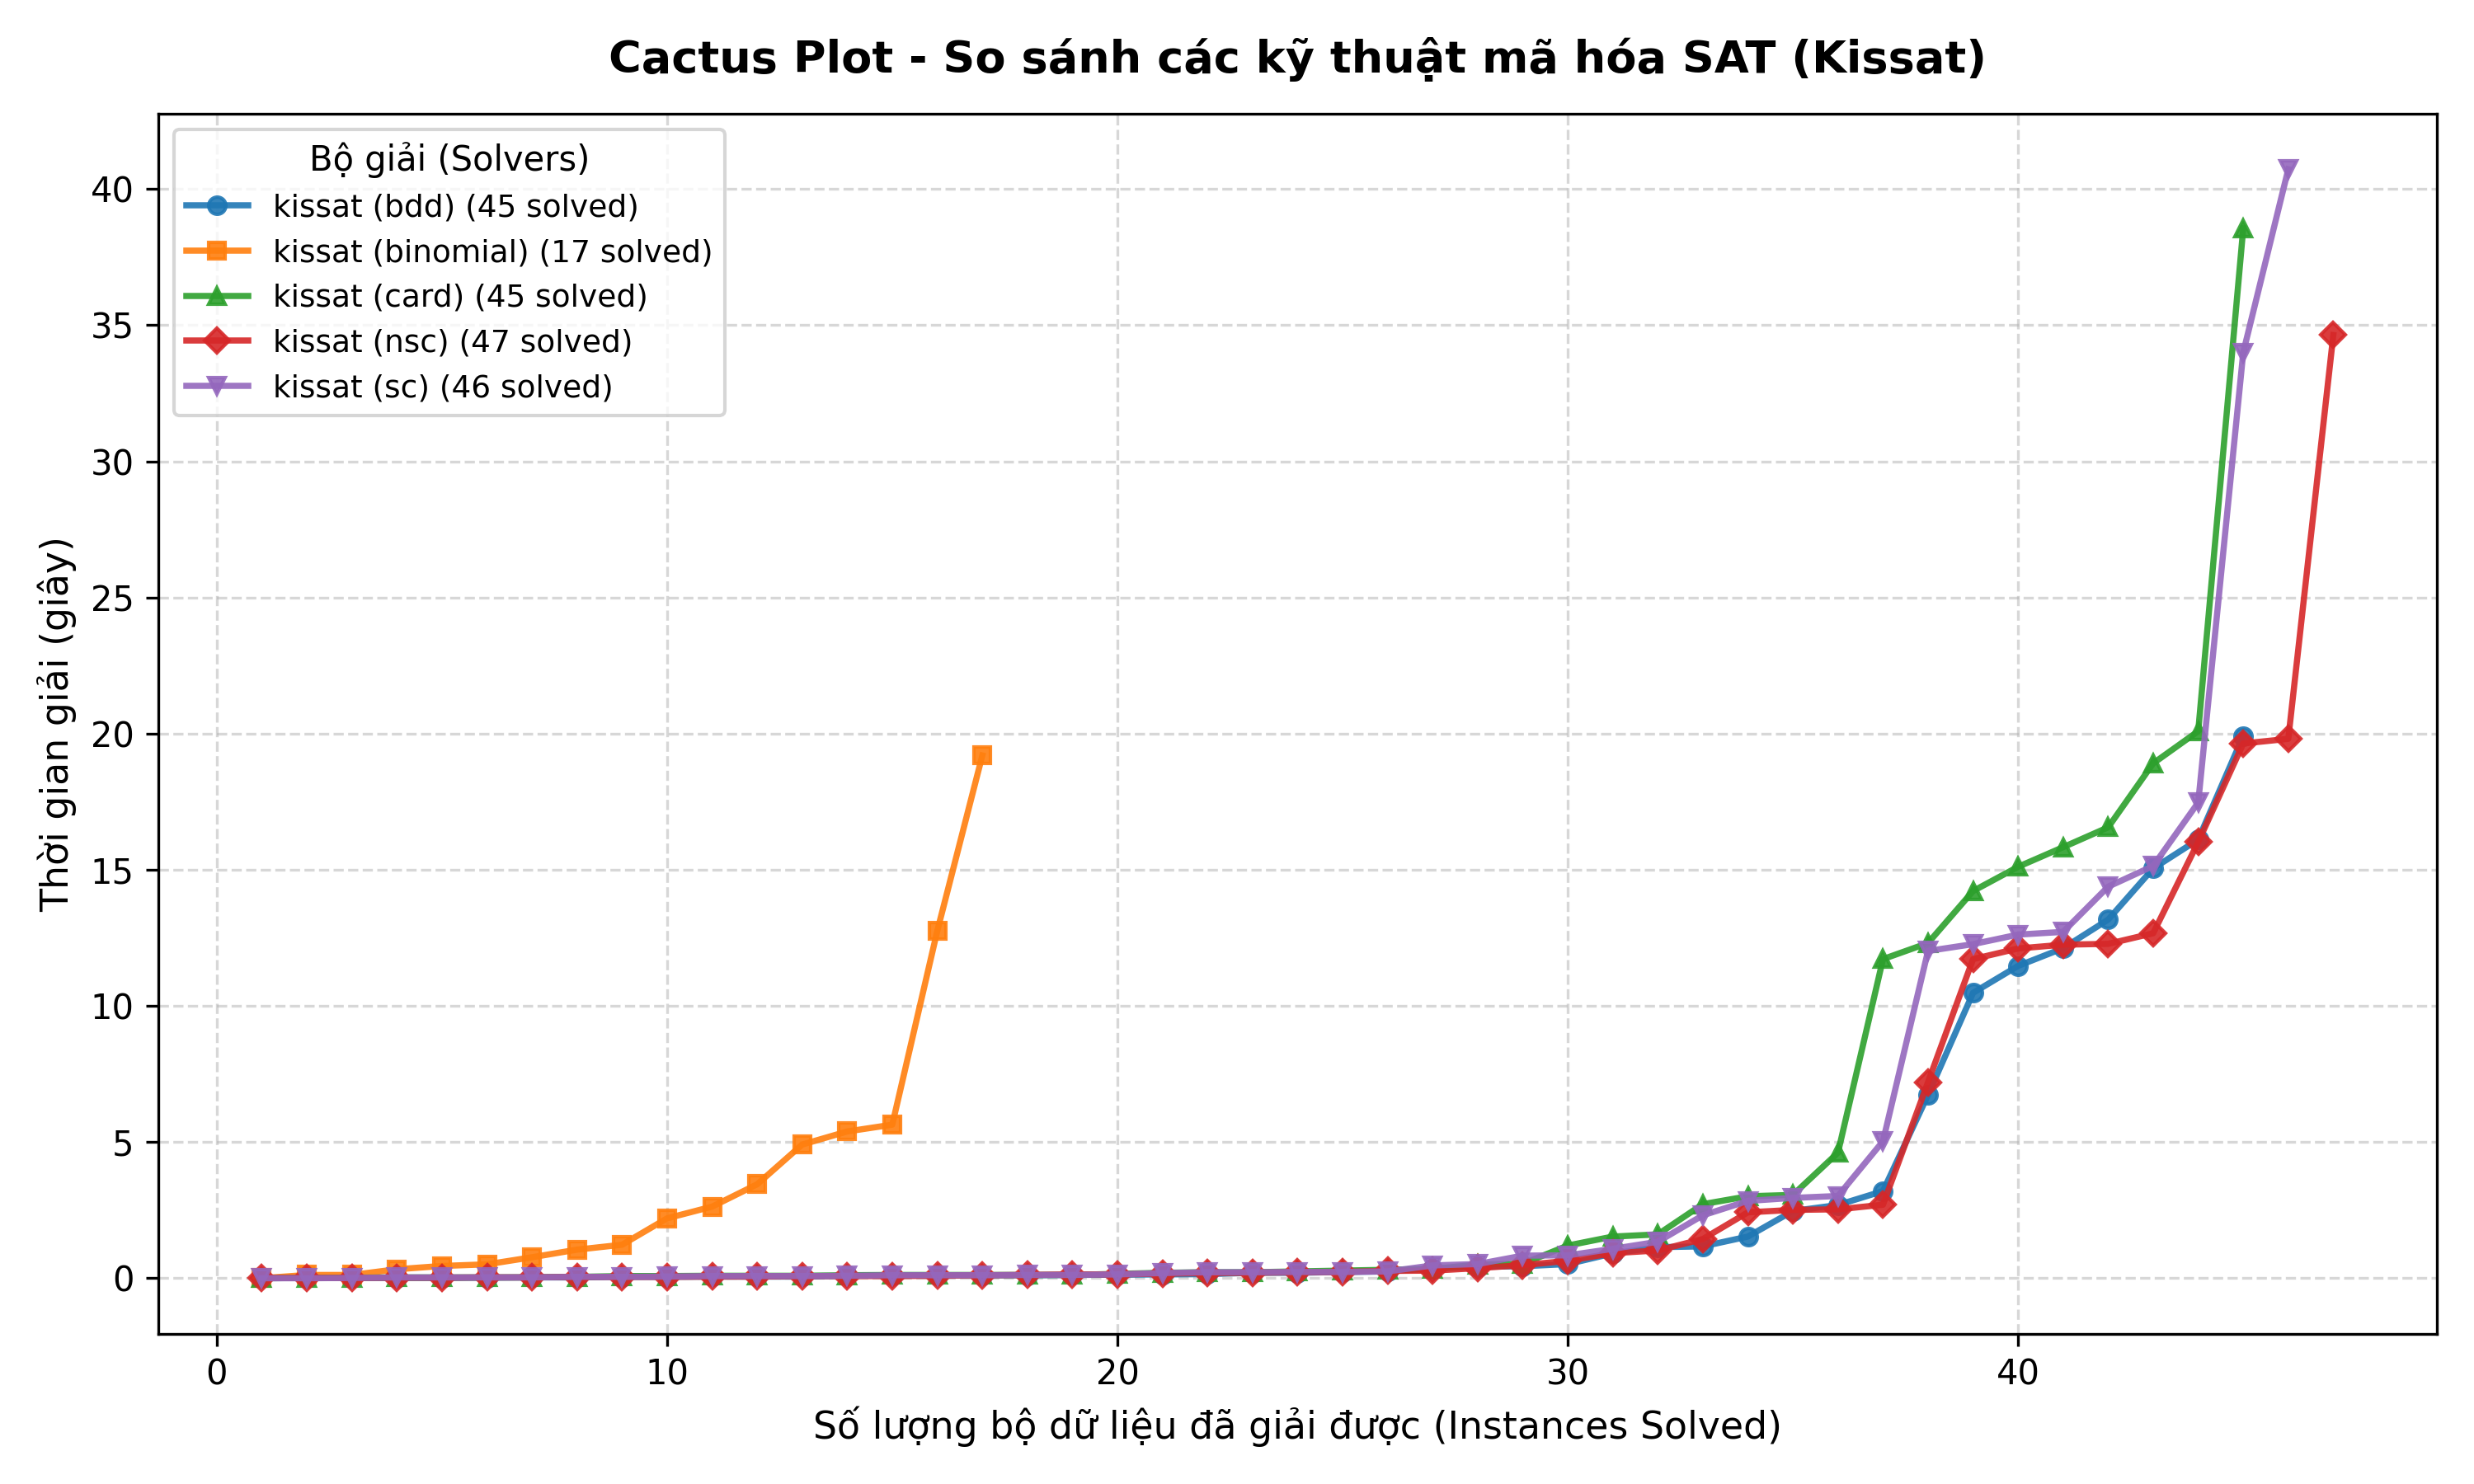 Cactus Plot - So sánh các kỹ thuật mã hóa SAT (Kissat)
Bộ giải (Solvers)
kissat (bdd) (45 solved)
kissat (binomial) (17 solved)
kissat (card) (45 solved)
kissat (nsc) (47 solved)
kissat (sc) (46 solved)
Thời gian giải (giây)
40
35
30
25
20
15
10
5
0
0 10 20 30 40
Số lượng bộ dữ liệu đã giải được (Instances Solved)